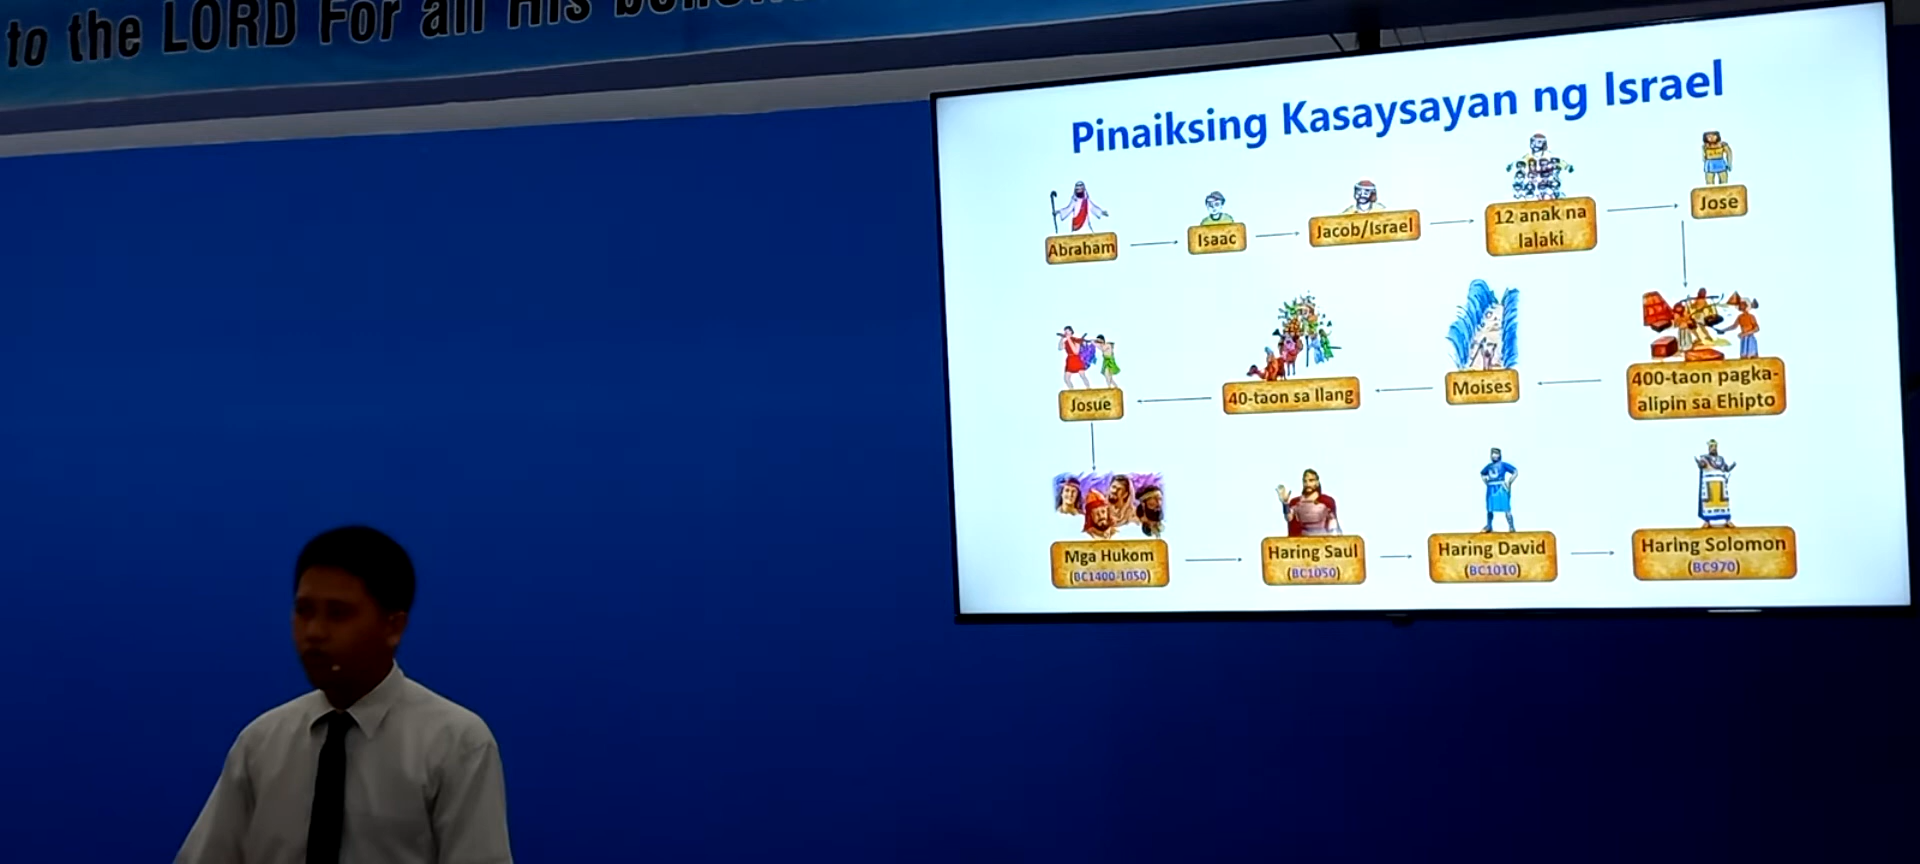 to the LORD For all His
Pinaiksing Kasaysayan ng Israel
Abraham
Isaac
Jacob/Israel
12 anak na
lalaki
Jose
400-taon pagka-
alipin sa Ehipto
Moises
40-taon sa Ilang
Josue
Mga Hukom
(BC1400-1050)
Haring Saul
(BC1050)
Haring David
(BC1010)
Haring Solomon
(BC970)